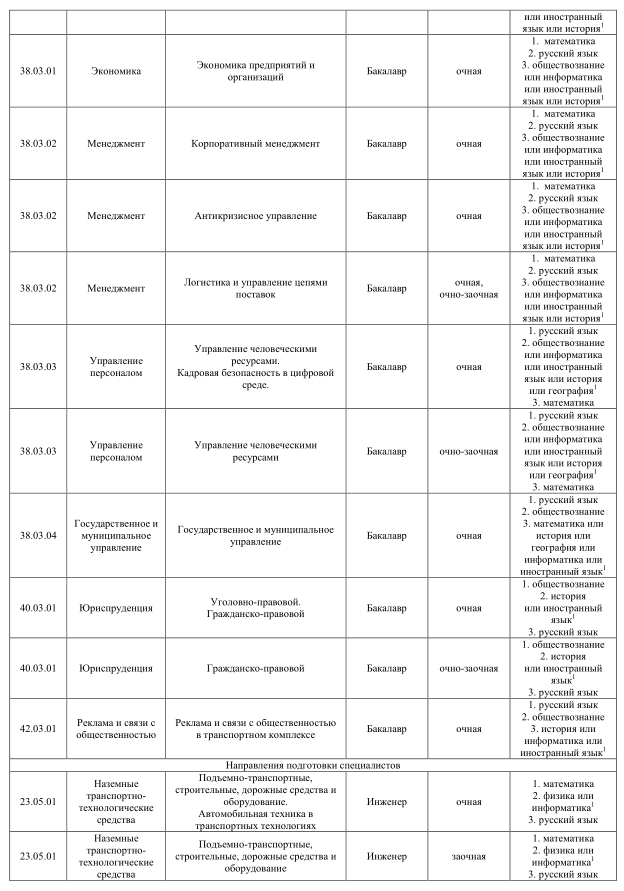 или иностранный
язык или история1
38.03.01
Экономика
Экономика предприятий и
организаций
Бакалавр
очная
1. математика
2. русский язык
3. обществознание
или информатика
или иностранный
язык или история1
38.03.02
Менеджмент
Корпоративный менеджмент
Бакалавр
очная
1. математика
2. русский язык
3. обществознание
или информатика
или иностранный
язык или история1
38.03.02
Менеджмент
Антикризисное управление
Бакалавр
очная
1. математика
2. русский язык
3. обществознание
или информатика
или иностранный
язык или история1
38.03.02
Менеджмент
Логистика и управление цепями
поставок
Бакалавр
очная,
очно-заочная
1. математика
2. русский язык
3. обществознание
или информатика
или иностранный
язык или история1
38.03.03
Управление
персоналом
Управление человеческими
ресурсами.
Кадровая безопасность в цифровой
среде.
Бакалавр
очная
1. русский язык
2. обществознание
или информатика
или иностранный
язык или история
или география1
3. математика
38.03.03
Управление
персоналом
Управление человеческими
ресурсами
Бакалавр
очно-заочная
1. русский язык
2. обществознание
или информатика
или иностранный
язык или история
или география1
3. математика
38.03.04
Государственное и
муниципальное
управление
Государственное и муниципальное
управление
Бакалавр
очная
1. русский язык
2. обществознание
3. математика или
история или
география или
информатика или
иностранный язык1
40.03.01
Юриспруденция
Уголовно-правовой.
Гражданско-правовой
Бакалавр
очная
1. обществознание
2. история
или иностранный
язык1
3. русский язык
40.03.01
Юриспруденция
Гражданско-правовой
Бакалавр
очно-заочная
1. обществознание
2. история
или иностранный
язык1
3. русский язык
42.03.01
Реклама и связи с
общественностью
Реклама и связи с общественностью
в транспортном комплексе
Бакалавр
очная
1. русский язык
2. обществознание
3. история или
информатика или
иностранный язык1
Направления подготовки специалистов
23.05.01
Наземные
транспортно-
технологические
средства
Подъемно-транспортные,
строительные, дорожные средства и
оборудование.
Автомобильная техника в
транспортных технологиях
Инженер
очная
1. математика
2. физика или
информатика1
3. русский язык
23.05.01
Наземные
транспортно-
технологические
средства
Подъемно-транспортные,
строительные, дорожные средства и
оборудование
Инженер
заочная
1. математика
2. физика или
информатика1
3. русский язык